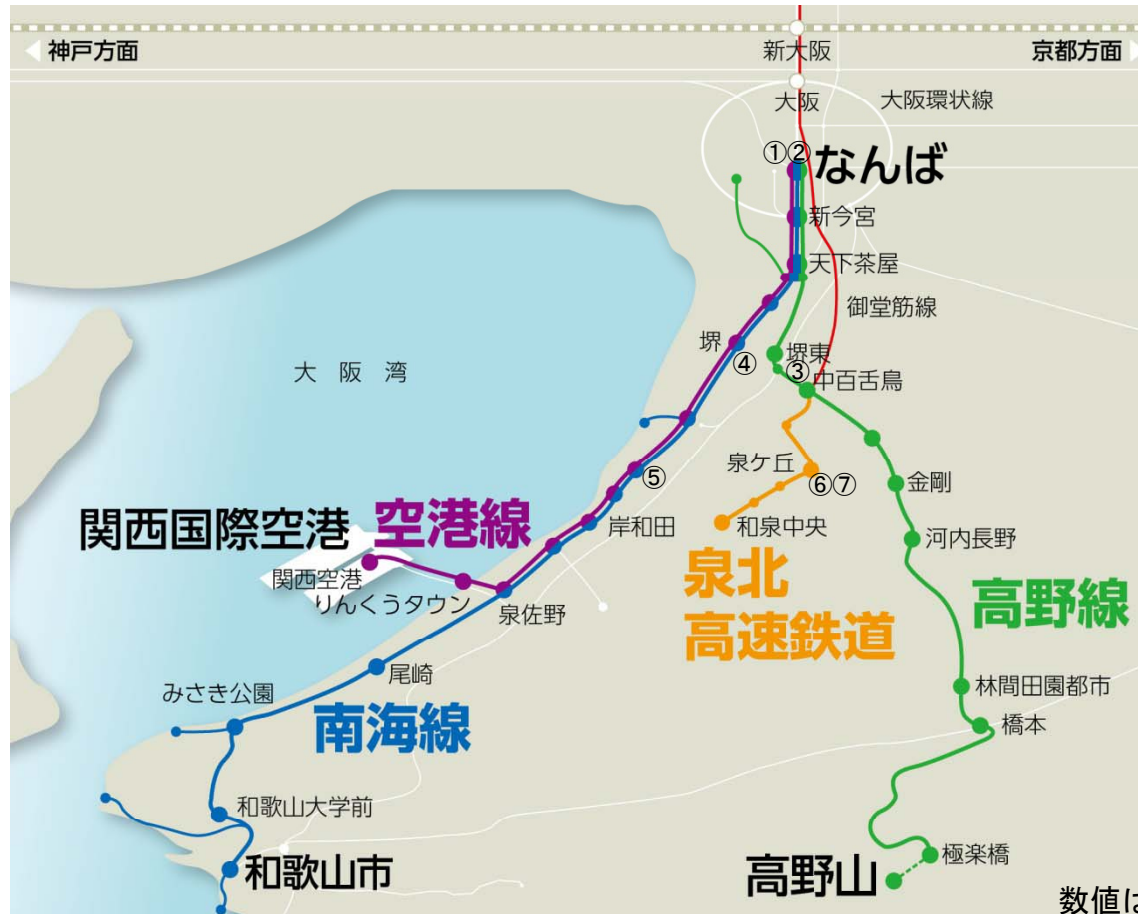 神戸方面
新大阪
京都方面
大阪
大阪環状線
①②
なんば
新今宮
天下茶屋
御堂筋線
堺
④
堺東
③
中百舌鳥
大阪湾
泉ケ丘
⑥⑦
金剛
⑤
和泉中央
岸和田
河内長野
関西国際空港
空港線
関西空港
りんくうタウン
泉佐野
泉北
高速鉄道
高野線
尾崎
みさき公園
林間田園都市
南海線
橋本
和歌山大学前
和歌山市
高野山
極楽橋
数値は